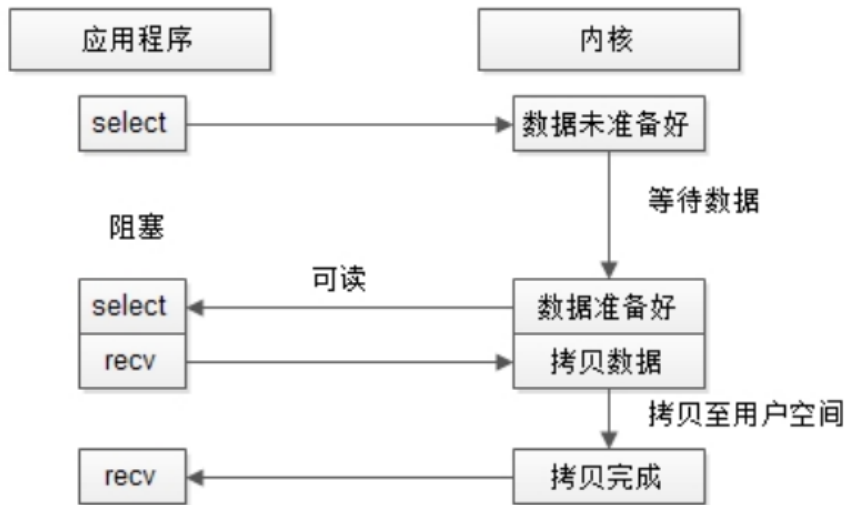 应用程序
内核
select
数据未准备好
等待数据
阻塞
可读
select
数据准备好
recv
拷贝数据
拷贝至用户空间
recv
拷贝完成